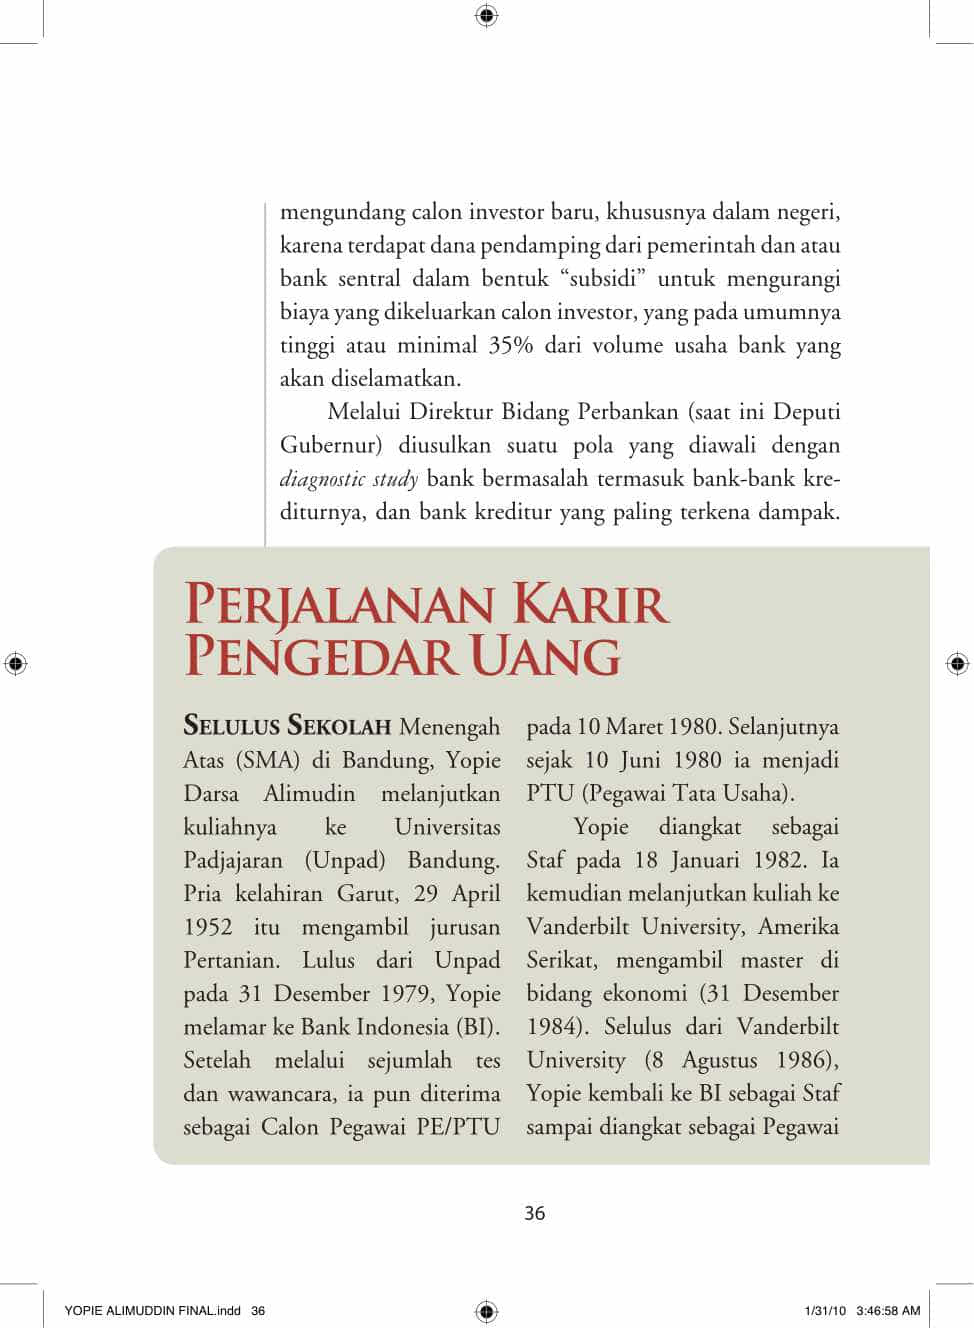 mengundang calon investor baru, khususnya dalam negeri,
karena terdapat dana pendamping dari pemerintah dan atau
bank sentral dalam bentuk “subsidi” untuk mengurangi
biaya yang dikeluarkan calon investor, yang pada umumnya
tinggi atau minimal 35% dari volume usaha bank yang
akan diselamatkan.
Melalui Direktur Bidang Perbankan (saat ini Deputi
Gubernur) diusulkan suatu pola yang diawali dengan
diagnostic study bank bermasalah termasuk bank-bank kre-
diturnya, dan bank kreditur yang paling terkena dampak.
PERJALANAN KARIR
PENGEDAR UANG
SELULUS SEKOLAH Menengah
Atas (SMA) di Bandung, Yopie
Darsa Alimudin melanjutkan
kuliahnya ke Universitas
Padjajaran (Unpad) Bandung.
Pria kelahiran Garut, 29 April
1952 itu mengambil jurusan
Pertanian. Lulus dari Unpad
pada 31 Desember 1979, Yopie
melamar ke Bank Indonesia (BI).
Setelah melalui sejumlah tes
dan wawancara, ia pun diterima
sebagai Calon Pegawai PE/PTU
pada 10 Maret 1980. Selanjutnya
sejak 10 Juni 1980 ia menjadi
PTU (Pegawai Tata Usaha).
Yopie diangkat sebagai
Staf pada 18 Januari 1982. Ia
kemudian melanjutkan kuliah ke
Vanderbilt University, Amerika
Serikat, mengambil master di
bidang ekonomi (31 Desember
1984). Selulus dari Vanderbilt
University (8 Agustus 1986),
Yopie kembali ke BI sebagai Staf
sampai diangkat sebagai Pegawai
36
YOPIE ALIMUDDIN FINAL.indd 36
1/31/10 3:46:58 AM